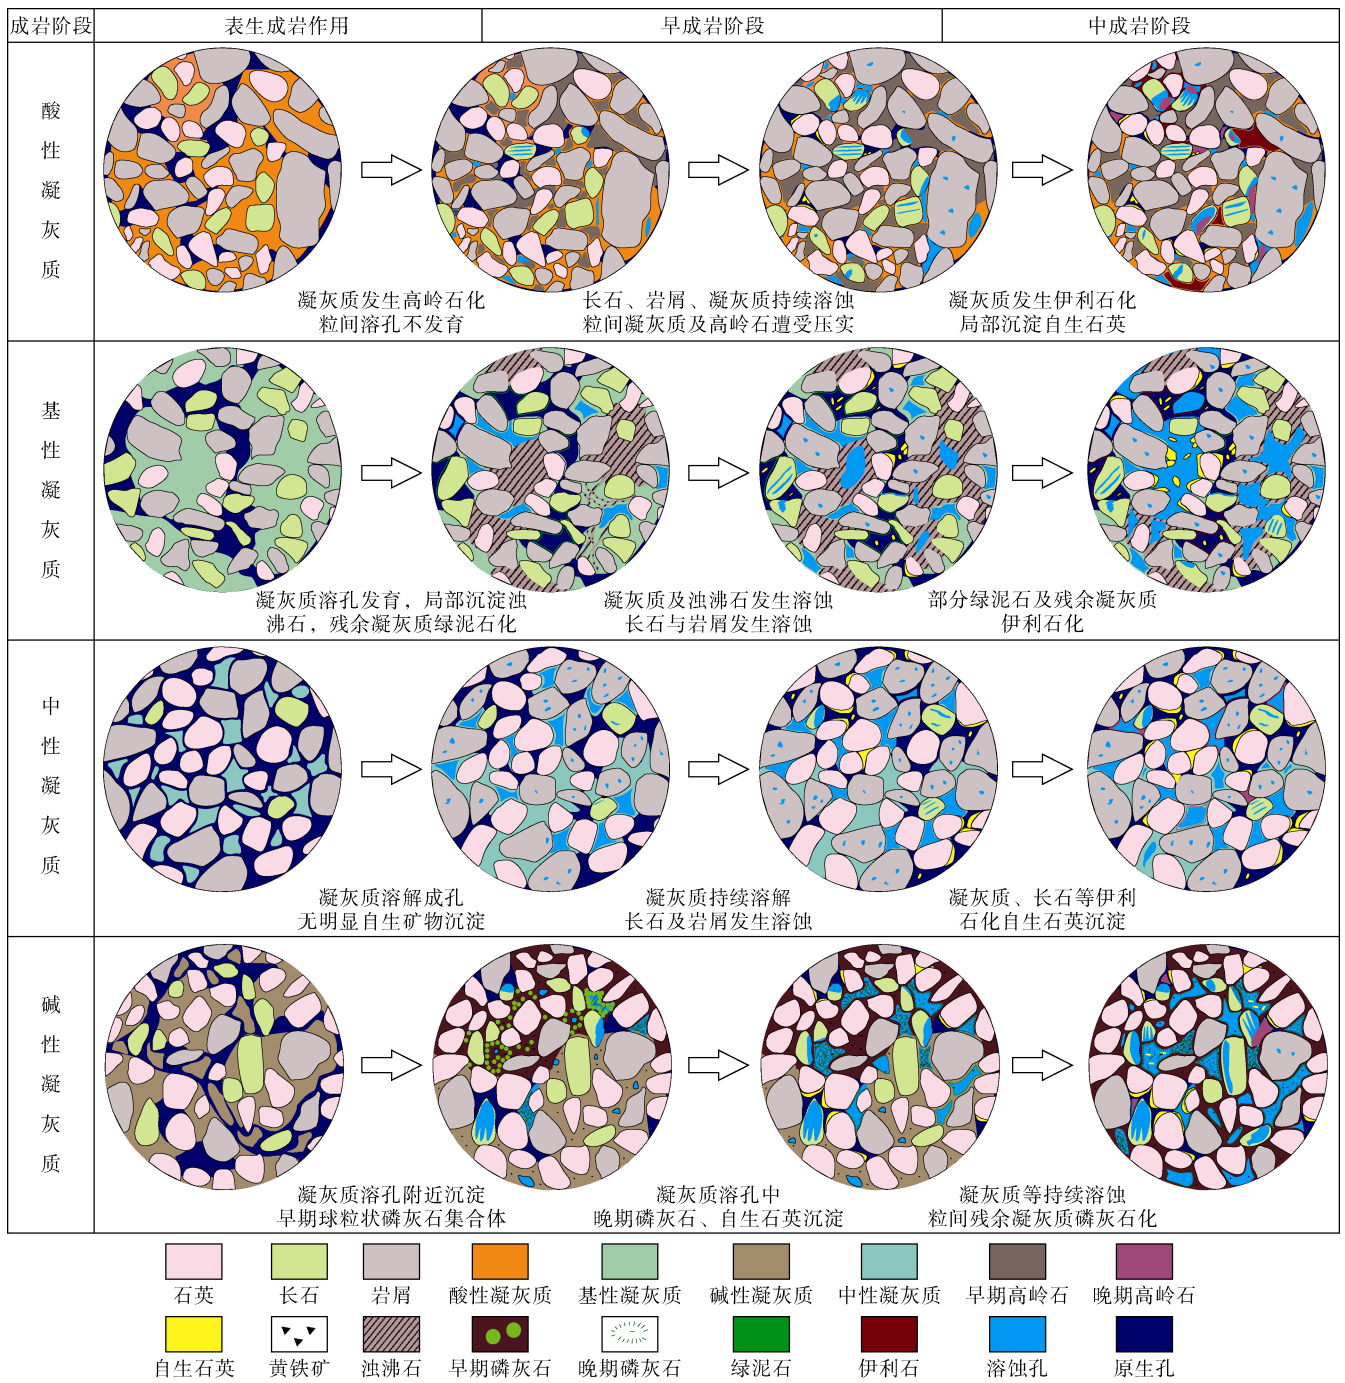 成岩阶段
表生成岩作用
早成岩阶段
中成岩阶段
酸性凝灰质
凝灰质发生高岭石化
粒间溶孔不发育
长石、岩屑、凝灰质持续溶蚀
粒间凝灰质及高岭石遭受压实
凝灰质发生伊利石化
局部沉淀自生石英
基性凝灰质
凝灰质溶孔发育，局部沉淀浊
沸石，残余凝灰质绿泥石化
凝灰质及浊沸石发生溶蚀
长石与岩屑发生溶蚀
部分绿泥石及残余凝灰质
伊利石化
中性凝灰质
凝灰质溶解成孔
无明显自生矿物沉淀
凝灰质持续溶解
长石及岩屑发生溶蚀
凝灰质、长石等伊利
石化自生石英沉淀
碱性凝灰质
凝灰质溶孔附近沉淀
早期球粒状磷灰石集合体
凝灰质溶孔中
晚期磷灰石、自生石英沉淀
凝灰质等持续溶蚀
粒间残余凝灰质磷灰石化
石英
长石
岩屑
酸性凝灰质
基性凝灰质
碱性凝灰质
中性凝灰质
早期高岭石
晚期高岭石
自生石英
黄铁矿
浊沸石
早期磷灰石
晚期磷灰石
绿泥石
伊利石
溶蚀孔
原生孔